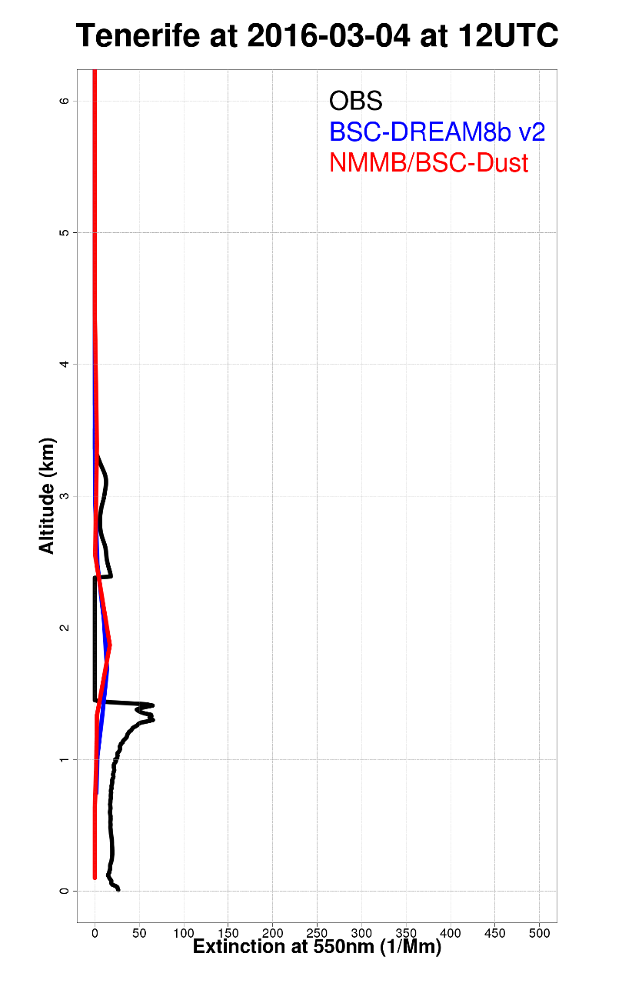 Tenerife at 2016-03-04 at 12UTC
OBS
BSC-DREAM8b v2
NMMB/BSC-Dust
6
5
4
3
2
1
0
Altitude (km)
0 50 100 150 200 250 300 350 400 450 500
Extinction at 550nm (1/Mm)